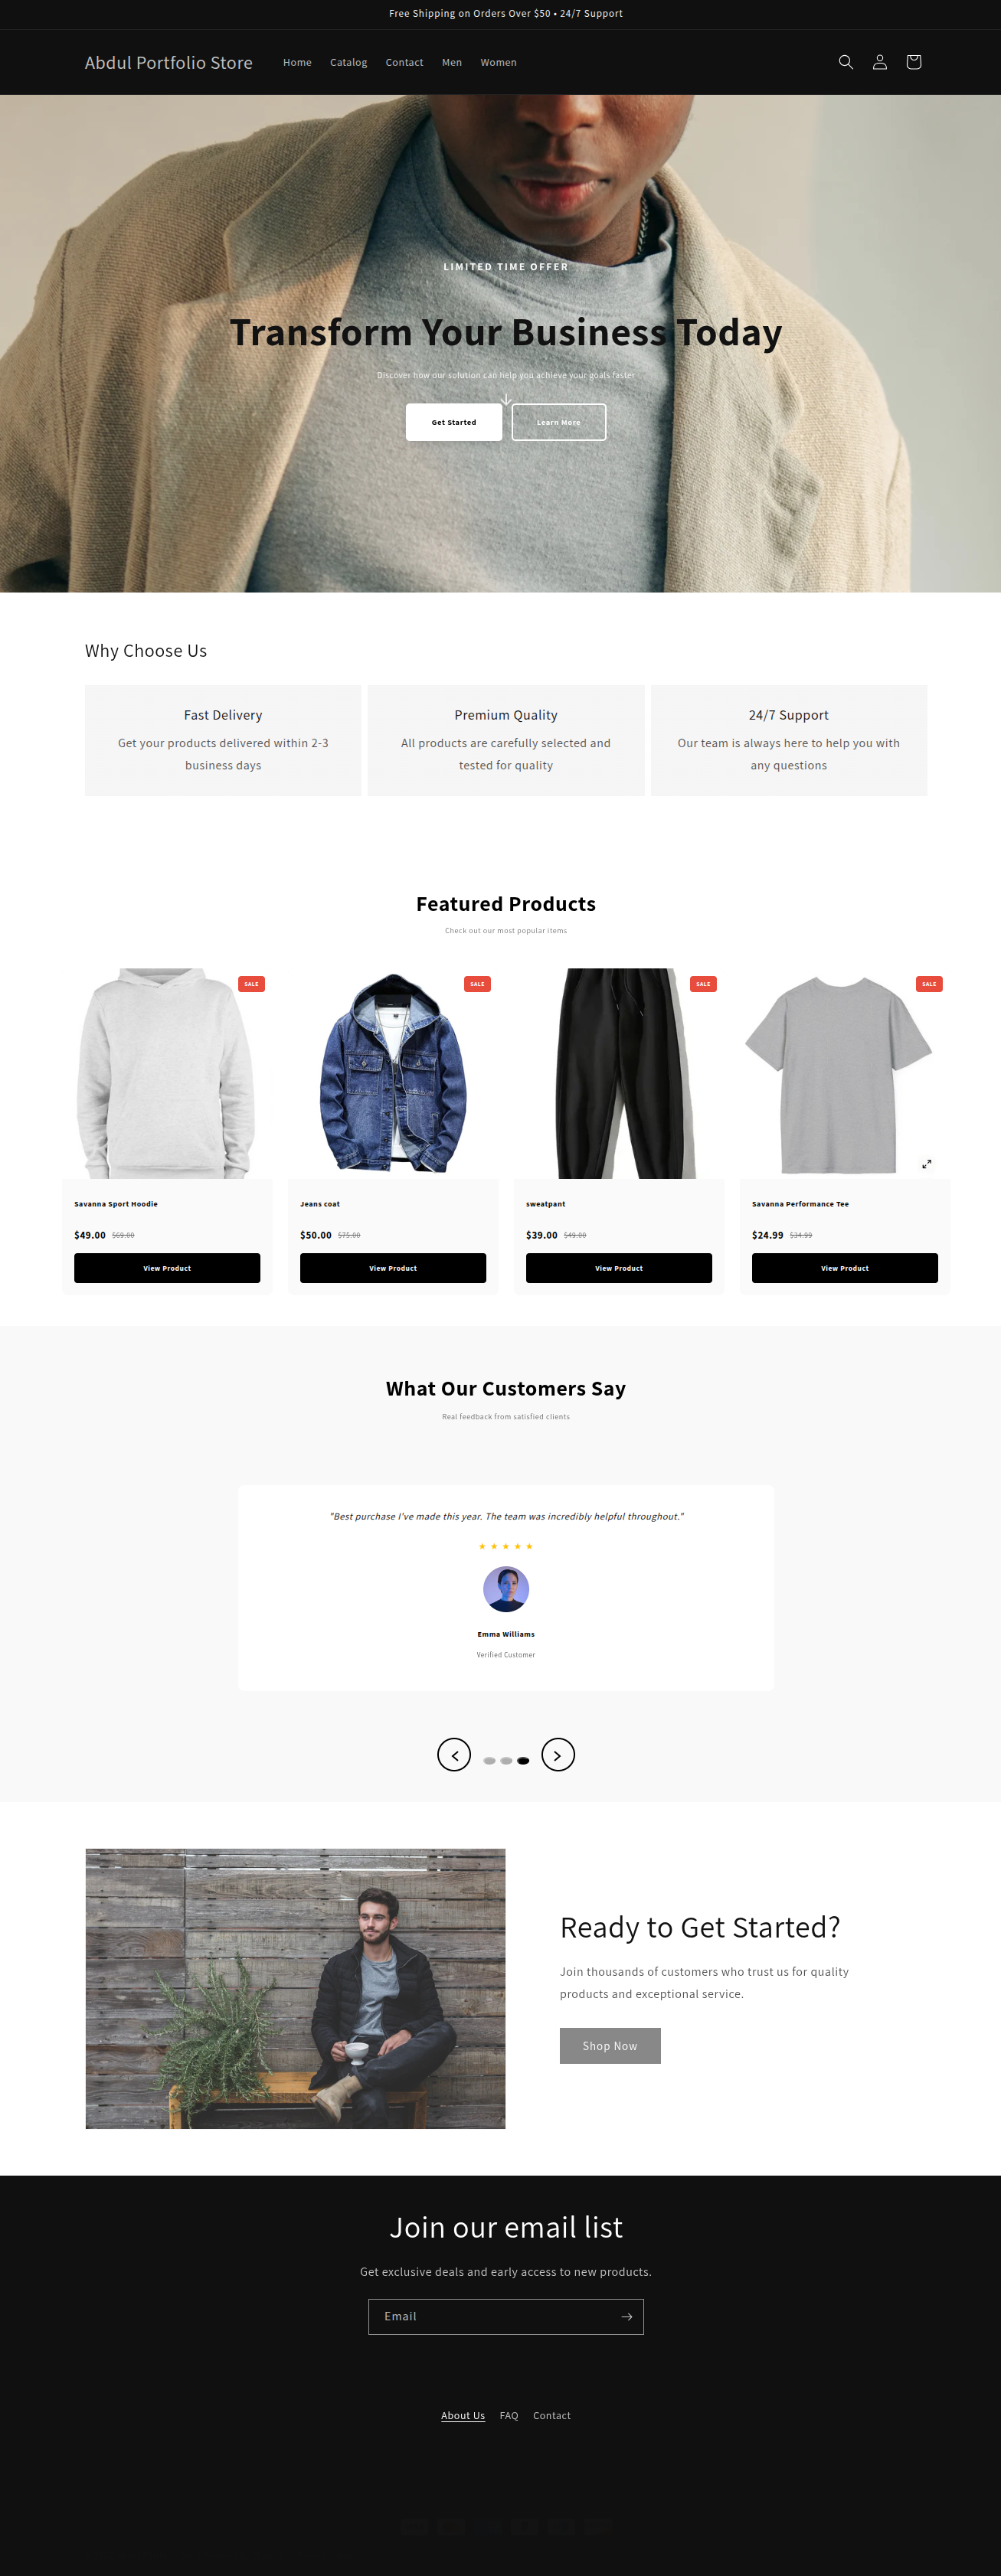 Free Shipping on Orders Over $50 • 24/7 Support
Abdul Portfolio Store
Home
Catalog
Contact
Men
Women
LIMITED TIME OFFER
Transform Your Business Today
Discover how our solution can help you achieve your goals faster
Get Started
Learn More
Why Choose Us
Fast Delivery
Get your products delivered within 2-3
business days
Premium Quality
All products are carefully selected and
tested for quality
24/7 Support
Our team is always here to help you with
any questions
Featured Products
Check out our most popular items
SALE
Savanna Sport Hoodie
$49.00 $69.00
View Product
SALE
Jeans coat
$50.00 $75.00
View Product
SALE
sweatpant
$39.00 $49.00
View Product
SALE
Savanna Performance Tee
$24.99 $34.99
View Product
What Our Customers Say
Real feedback from satisfied clients
"Best purchase I've made this year. The team was incredibly helpful throughout."
★ ★ ★ ★ ★
Emma Williams
Verified Customer
Ready to Get Started?
Join thousands of customers who trust us for quality
products and exceptional service.
Shop Now
Join our email list
Get exclusive deals and early access to new products.
Email
About Us
FAQ
Contact